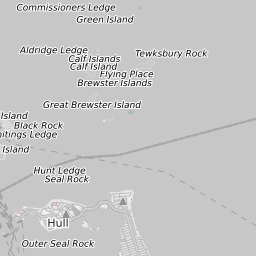 Commissioners Ledge
Green Island
Aldridge Ledge
Tewksbury Rock
Calf Islands
Calf Island
Flying Place
Brewster Islands
Great Brewster Island
Island
Black Rock
hitings Ledge
Island
Hunt Ledge
Seal Rock
Hull
Outer Seal Rock